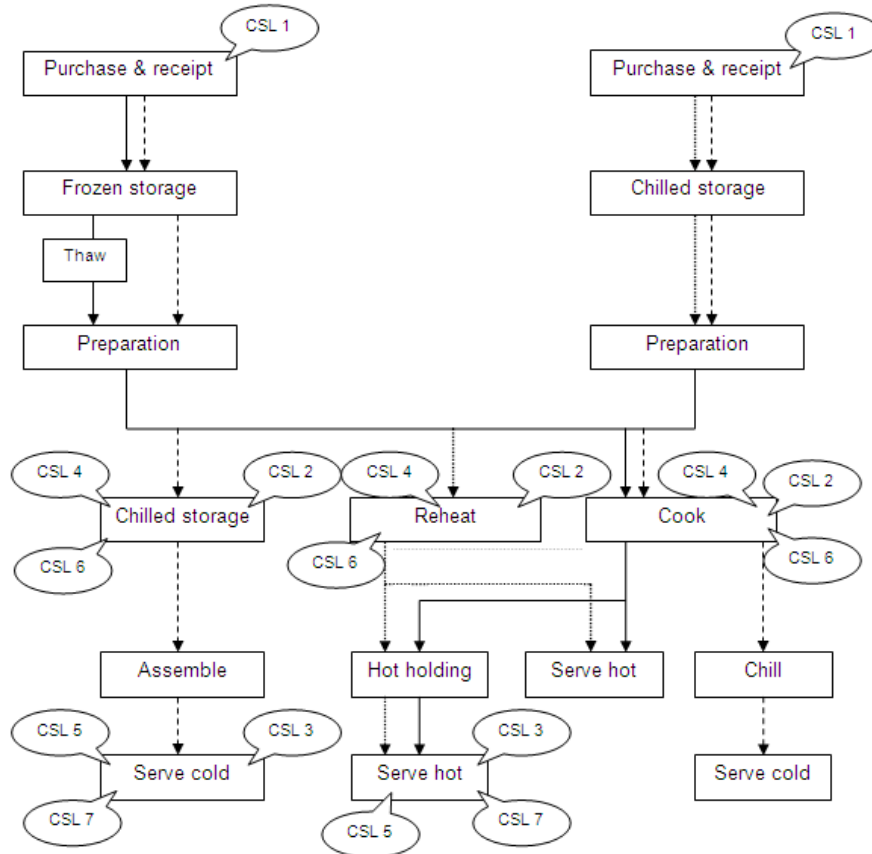 CSL 1
CSL 1
Purchase & receipt
Purchase & receipt
Frozen storage
Chilled storage
Thaw
Preparation
Preparation
CSL 4
CSL 2
CSL 4
CSL 2
CSL 4
CSL 2
Chilled storage
Reheat
Cook
CSL 6
CSL 6
CSL 6
Assemble
Hot holding
Serve hot
Chill
CSL 5
CSL 3
CSL 3
Serve cold
Serve hot
Serve cold
CSL 7
CSL 5
CSL 7